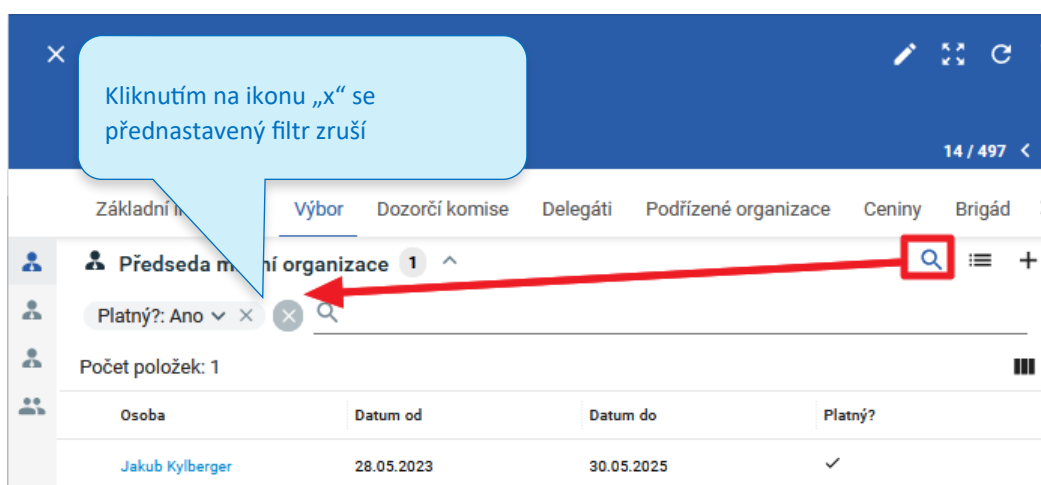 Kliknutím na ikonu „x“ se
přednastavený filtr zruší
14 / 497
Základní Výbor Dozorčí komise Delegáti Podřízené organizace Ceniny Brigád
Předseda organizace 1
Platný?: Ano
Počet položek: 1
Osoba Datum od Datum do Platný?
Jakub Kylberger 28.05.2023 30.05.2025